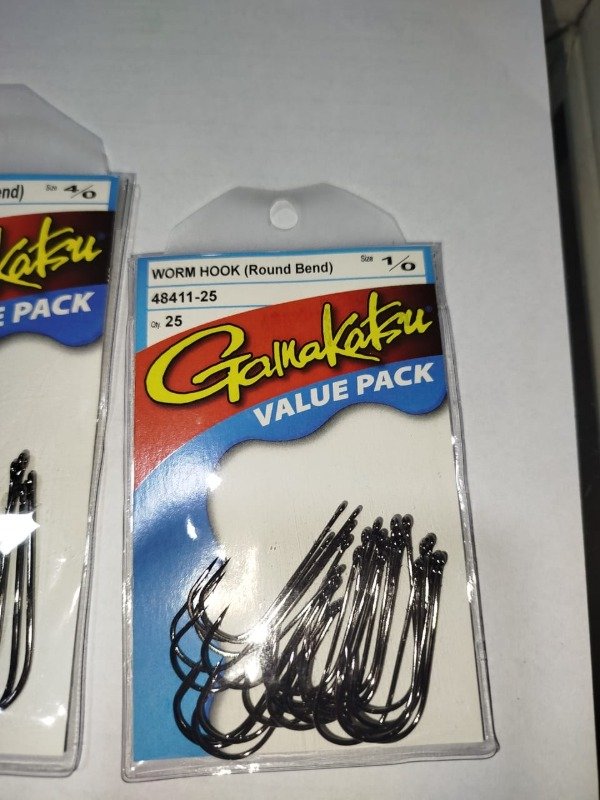 end) Size 4/0
Katsu
E PACK
WORM HOOK (Round Bend) Size 1/0
48411-25
Qty. 25
Gamakatsu
VALUE PACK